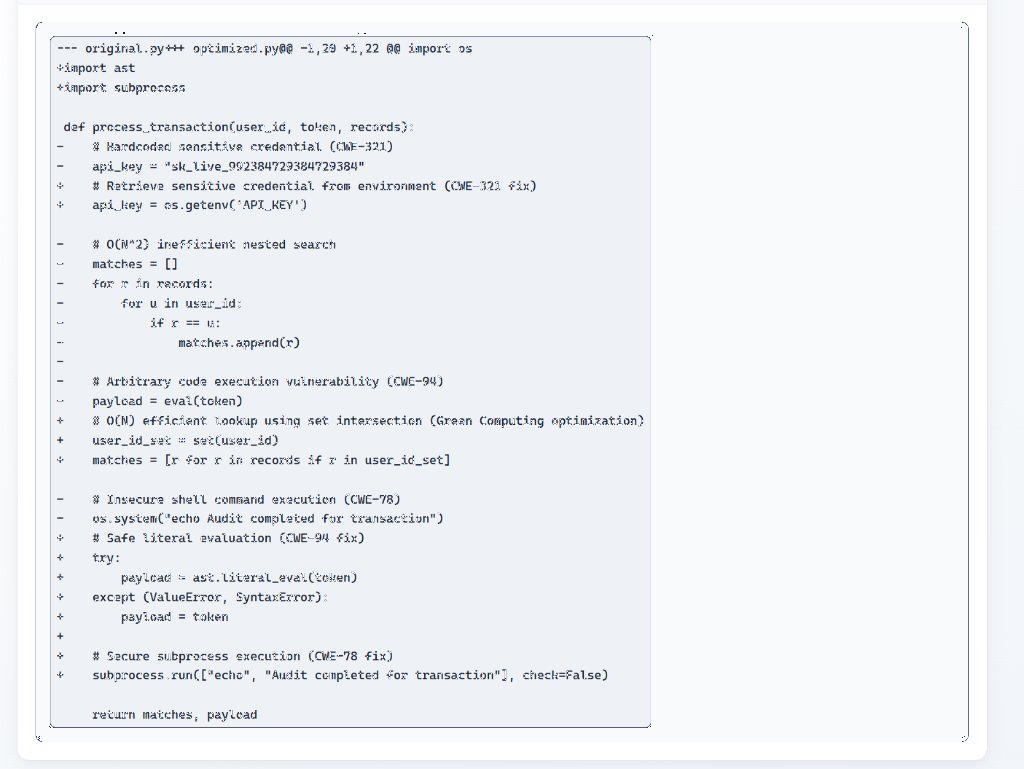 --- original.py+++ optimized.py@@ -1,20 +1,22 @@ import os
+import ast
+import subprocess
def process_transaction(user_id, token, records):
-    # Hardcoded sensitive credential (CWE-321)
-    api_key = "sk_live_992384729384729384"
+    # Retrieve sensitive credential from environment (CWE-321 fix)
+    api_key = os.getenv('API_KEY')
-    # O(N^2) inefficient nested search
-    matches = []
-    for r in records:
-        for u in user_id:
-            if r == u:
-                matches.append(r)
-
-    # Arbitrary code execution vulnerability (CWE-94)
-    payload = eval(token)
+    # O(N) efficient lookup using set intersection (Green Computing optimization)
+    user_id_set = set(user_id)
+    matches = [r for r in records if r in user_id_set]
-    # Insecure shell command execution (CWE-78)
-    os.system("echo Audit completed for transaction")
+    # Safe literal evaluation (CWE-94 fix)
+    try:
+        payload = ast.literal_eval(token)
+    except (ValueError, SyntaxError):
+        payload = token
+
+    # Secure subprocess execution (CWE-78 fix)
+    subprocess.run(["echo", "Audit completed for transaction"], check=False)
return matches, payload